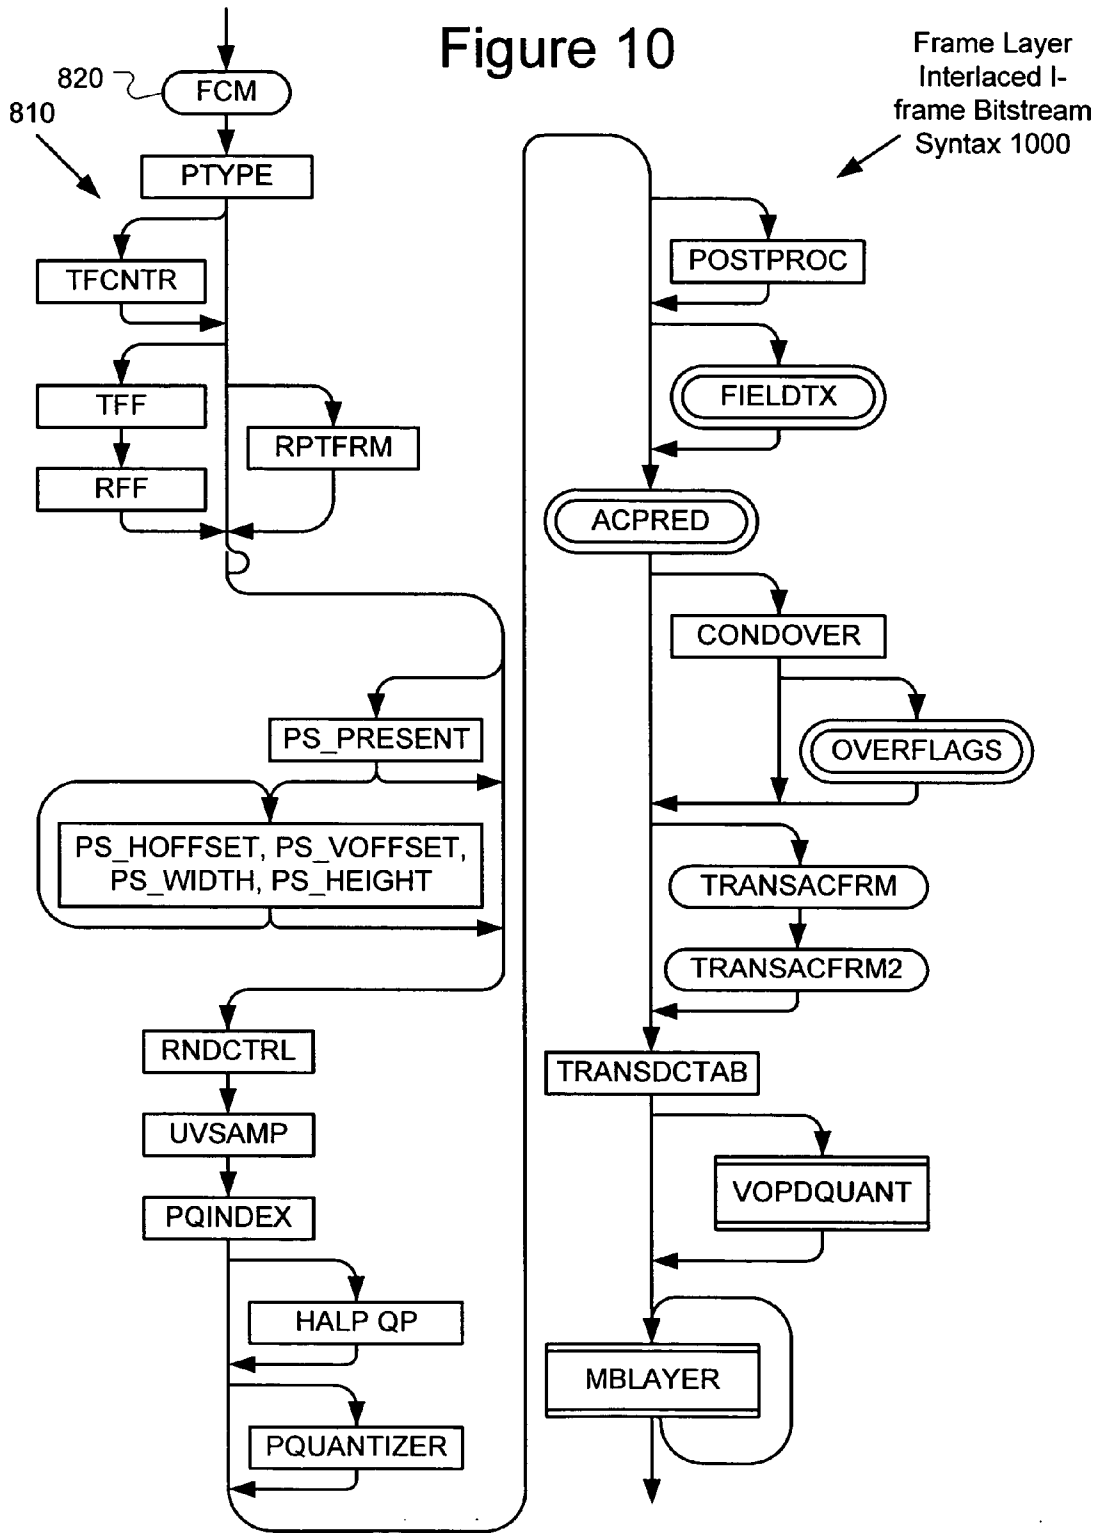 Figure 10
Frame Layer
Interlaced I-
frame Bitstream
Syntax 1000
820
FCM
810
PTYPE
TFCNTR
TFF
RPTFRM
RFF
PS_PRESENT
PS_HOFFSET, PS_VOFFSET,
PS_WIDTH, PS_HEIGHT
RNDCTRL
UVSAMP
PQINDEX
HALP QP
PQUANTIZER
POSTPROC
FIELDTX
ACPRED
CONDOVER
OVERFLAGS
TRANSACFRM
TRANSACFRM2
TRANSDCTAB
VOPDQUANT
MBLAYER